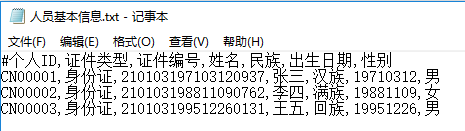 人员基本信息.txt - 记事本
文件(F) 编辑(E) 格式(O) 查看(V) 帮助(H)
#个人ID,证件类型,证件编号,姓名,民族,出生日期,性别
CN00001,身份证,210103197103120937,张三,汉族,19710312,男
CN00002,身份证,210103198811090762,李四,满族,19881109,女
CN00003,身份证,210103199512260131,王五,回族,19951226,男